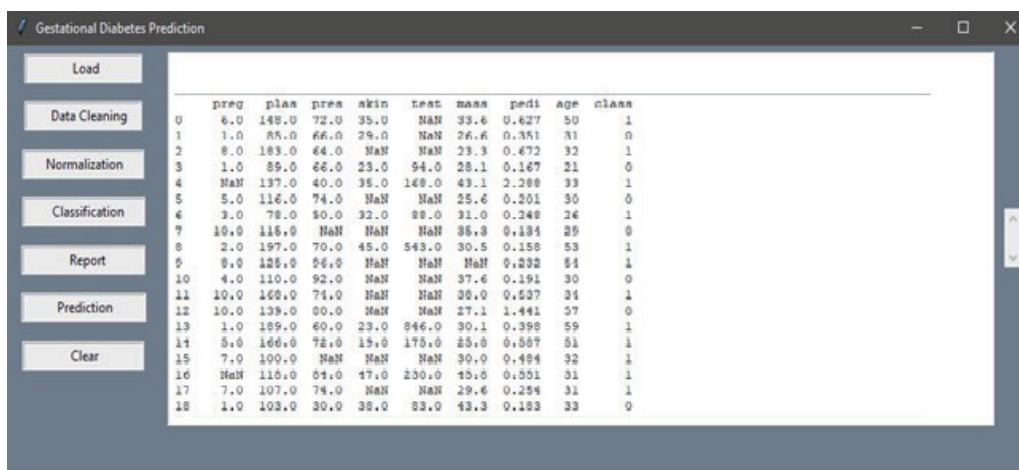 Gestational Diabetes Prediction
Load
Data Cleaning
Normalization
Classification
Report
Prediction
Clear
preg plas pres skin test mass pedi age class
0 6.0 148.0 72.0 35.0 NaN 33.6 0.627 50 1
1 1.0 85.0 66.0 29.0 NaN 26.6 0.351 31 0
2 8.0 183.0 64.0 NaN NaN 23.3 0.672 32 1
3 1.0 89.0 66.0 23.0 94.0 28.1 0.167 21 0
4 NaN 137.0 40.0 35.0 168.0 43.1 2.288 33 1
5 5.0 116.0 74.0 NaN NaN 25.6 0.201 30 0
6 3.0 78.0 50.0 32.0 88.0 31.0 0.248 26 1
7 10.0 115.0 NaN NaN NaN 35.3 0.134 29 0
8 2.0 197.0 70.0 45.0 543.0 30.5 0.158 53 1
9 8.0 125.0 96.0 NaN NaN NaN 0.232 54 1
10 4.0 110.0 92.0 NaN NaN 37.6 0.191 30 0
11 10.0 168.0 74.0 NaN NaN 38.0 0.537 34 1
12 10.0 139.0 80.0 NaN NaN 27.1 1.441 57 0
13 1.0 189.0 60.0 23.0 846.0 30.1 0.398 59 1
14 5.0 166.0 72.0 19.0 175.0 25.8 0.587 51 1
15 7.0 100.0 NaN NaN NaN 30.0 0.484 32 1
16 NaN 118.0 84.0 47.0 230.0 45.8 0.551 31 1
17 7.0 107.0 74.0 NaN NaN 29.6 0.254 31 1
18 1.0 103.0 30.0 38.0 83.0 43.3 0.183 33 0